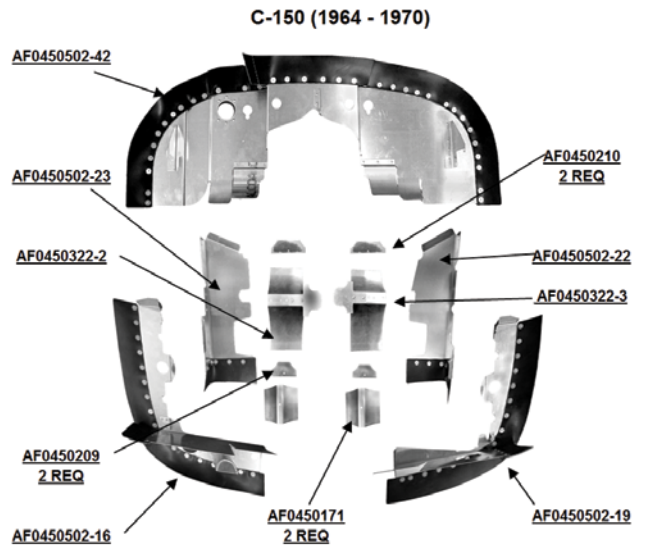 C-150 (1964 - 1970)
AF0450502-42
AF0450210
2 REQ
AF0450502-23
AF0450322-2
AF0450502-22
AF0450322-3
AF0450209
2 REQ
AF0450171
2 REQ
AF0450502-19
AF0450502-16